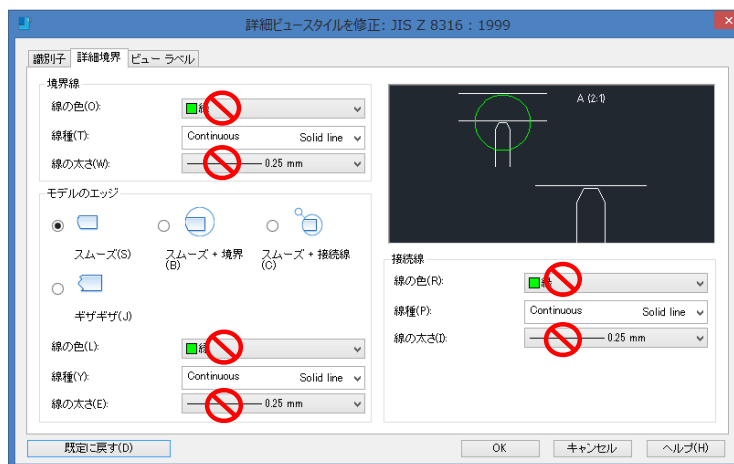 詳細ビュースタイルを修正: JIS Z 8316 : 1999
識別子 詳細境界 ビュー ラベル
境界線
線の色(O):
線種(T):
Continuous Solid line
線の太さ(W):
0.25 mm
モデルのエッジ
スムーズ(S)
スムーズ + 境界
(B)
スムーズ + 接続線
(C)
ギザギザ(J)
線の色(L):
線種(Y):
Continuous Solid line
線の太さ(E):
0.25 mm
A (2:1)
接続線
線の色(R):
線種(P):
Continuous Solid line
線の太さ(I):
0.25 mm
既定に戻す(D)
OK
キャンセル
ヘルプ(H)